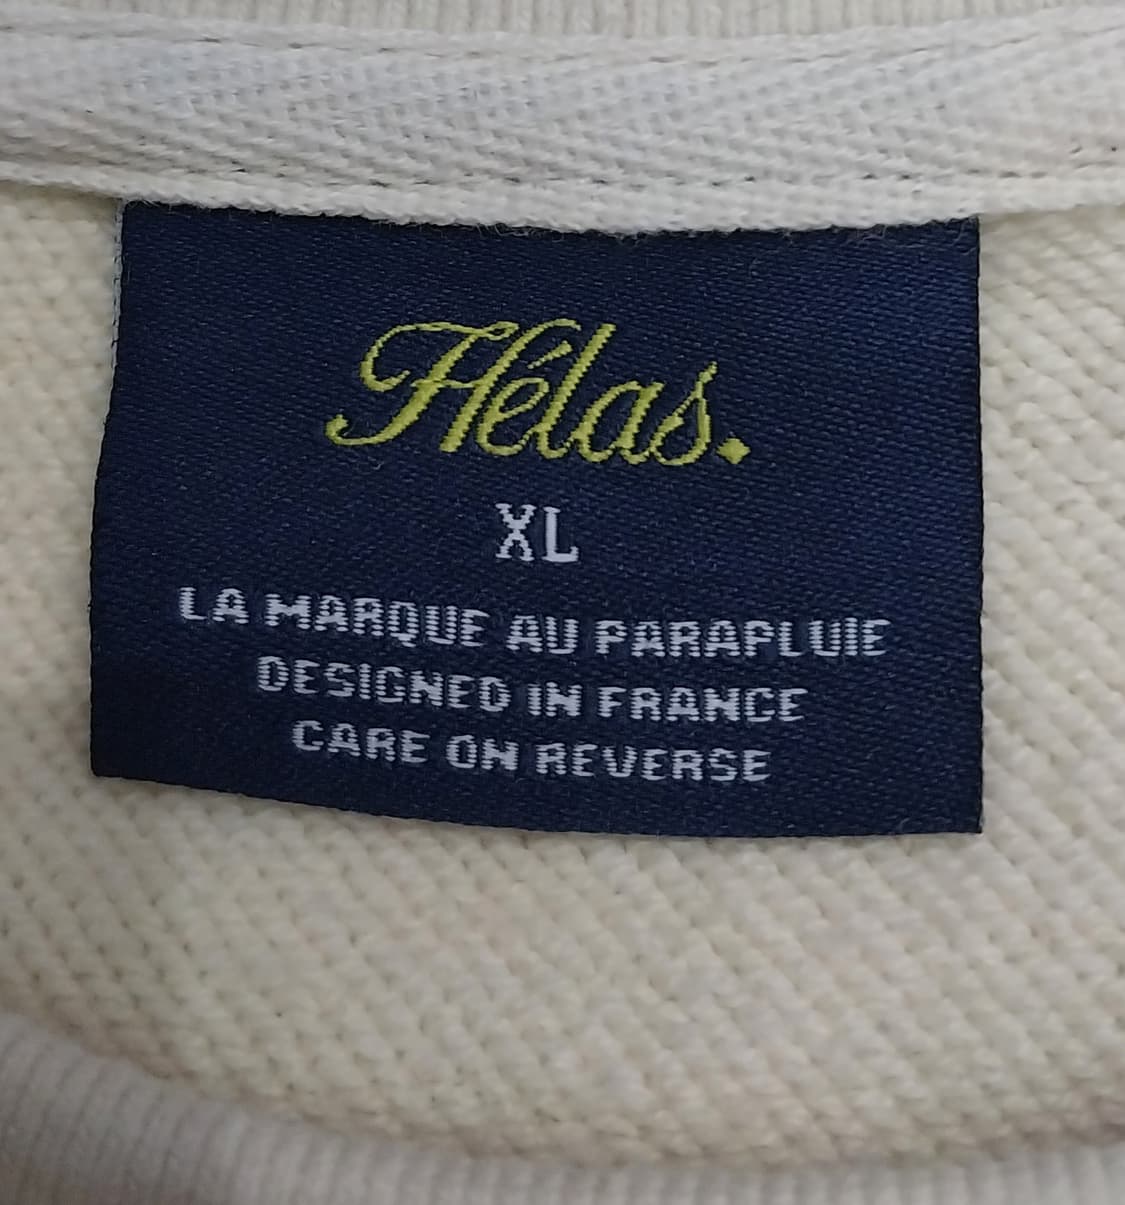 Hélas.
XL
LA MARQUE AU PARAPLUIE
DESIGNED IN FRANCE
CARE ON REVERSE